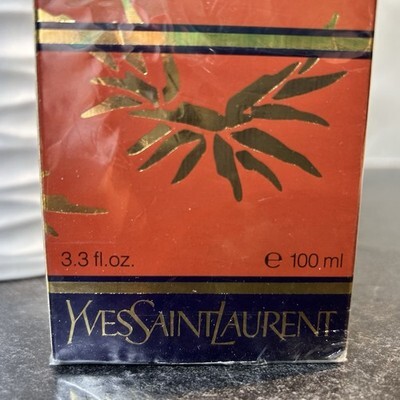 3.3 fl.oz. ℮ 100 ml
YVESSAINTLAURENT